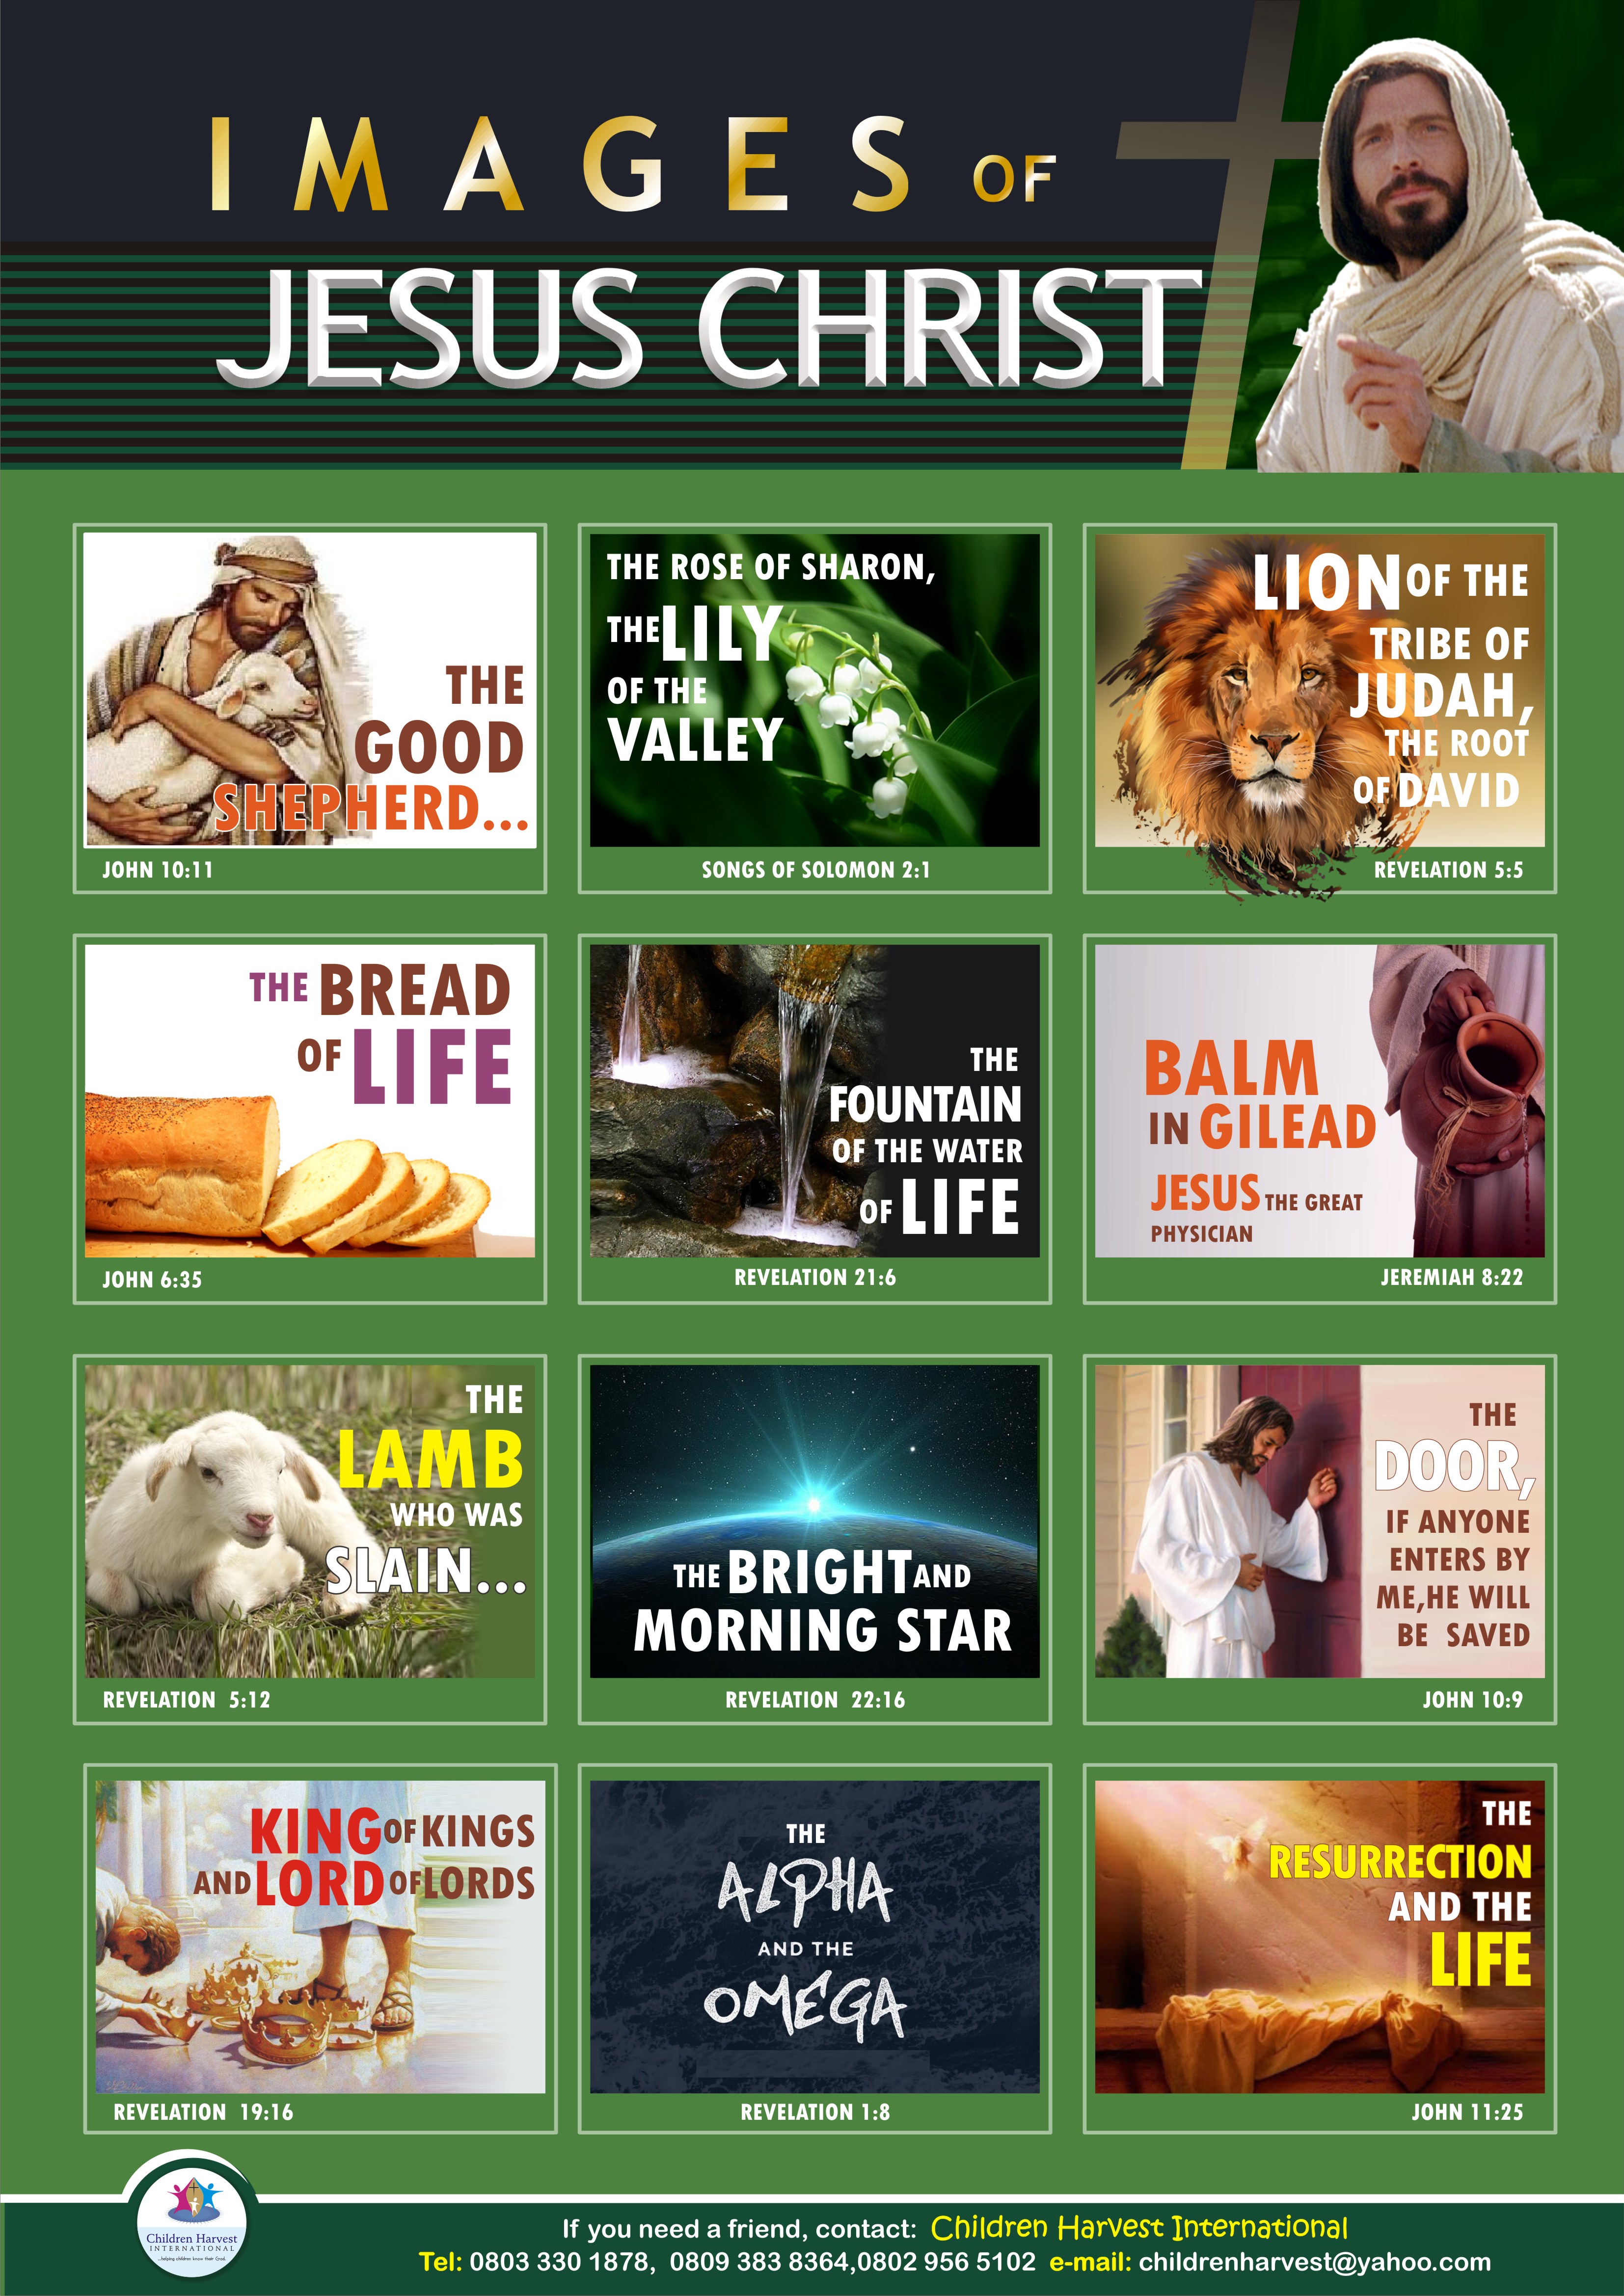 IMAGES OF
JESUS CHRIST
THE
GOOD
SHEPHERD...
JOHN 10:11
THE ROSE OF SHARON,
THE LILY
OF THE
VALLEY
SONGS OF SOLOMON 2:1
LION OF THE
TRIBE OF
JUDAH,
THE ROOT
OF DAVID
REVELATION 5:5
THE BREAD
OF LIFE
JOHN 6:35
THE
FOUNTAIN
OF THE WATER
OF LIFE
REVELATION 21:6
BALM
IN GILEAD
JESUS THE GREAT
PHYSICIAN
JEREMIAH 8:22
THE
LAMB
WHO WAS
SLAIN...
REVELATION 5:12
THE BRIGHT AND
MORNING STAR
REVELATION 22:16
THE
DOOR,
IF ANYONE
ENTERS BY
ME,HE WILL
BE SAVED
JOHN 10:9
KING OF KINGS
AND LORD OF LORDS
REVELATION 19:16
THE
ALPHA
AND THE
OMEGA
REVELATION 1:8
THE
RESURRECTION
AND THE
LIFE
JOHN 11:25
Children Harvest
INTERNATIONAL
...helping children know their God
If you need a friend, contact: Children Harvest International
Tel: 0803 330 1878, 0809 383 8364,0802 956 5102 e-mail: childrenharvest@yahoo.com